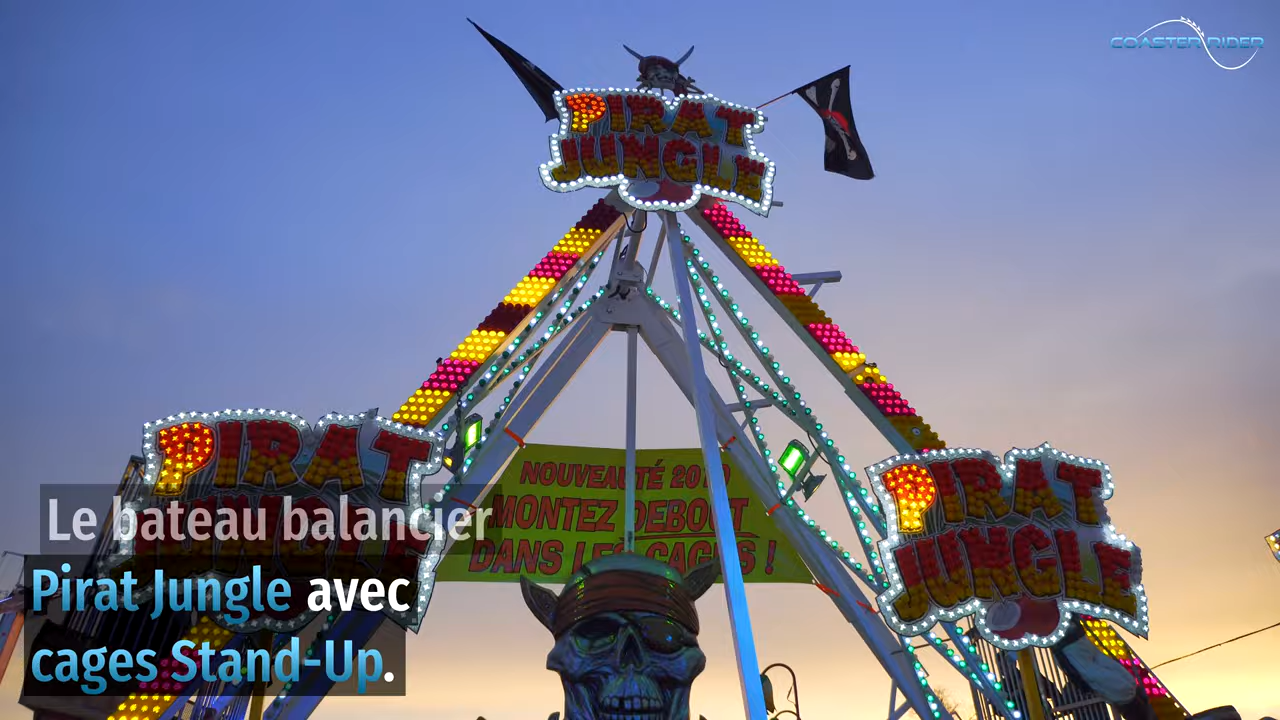 COASTER RIDER
PIRAT
JUNGLE
PIRAT
JUNGLE
PIRAT
JUNGLE
NOUVEAUTÉ
MONTEZ DEBOUT
DANS LES CAGES !
Le bateau balancier
Pirat Jungle avec
cages Stand-Up.